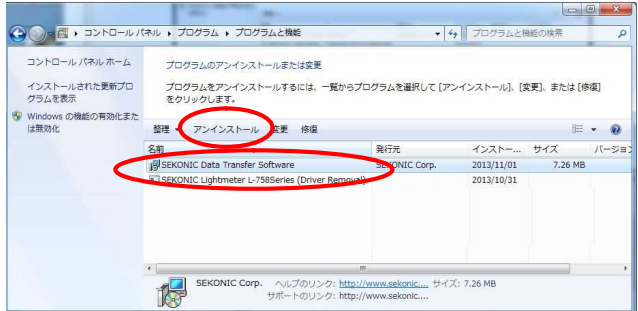 コントロール パネル ▸ プログラム ▸ プログラムと機能
プログラムと機能の検索
コントロール パネル ホーム
インストールされた更新プログラムを表示
Windows の機能の有効化または無効化
プログラムのアンインストールまたは変更
プログラムをアンインストールするには、一覧からプログラムを選択して [アンインストール]、[変更]、または [修復]
をクリックします。
整理 ▼ アンインストール 変更 修復
名前 発行元 インストー... サイズ バージョ
SEKONIC Data Transfer Software SEKONIC Corp. 2013/11/01 7.26 MB
SEKONIC Lightmeter L-758Series (Driver Removal) 2013/10/31
SEKONIC Corp. ヘルプのリンク: http://www.sekonic.... サイズ: 7.26 MB
サポートのリンク: http://www.sekonic....